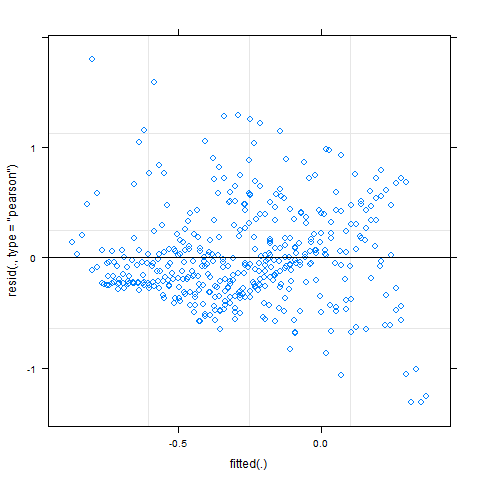 resid(., type = "pearson")
1
0
-1
-0.5
0.0
fitted(.)